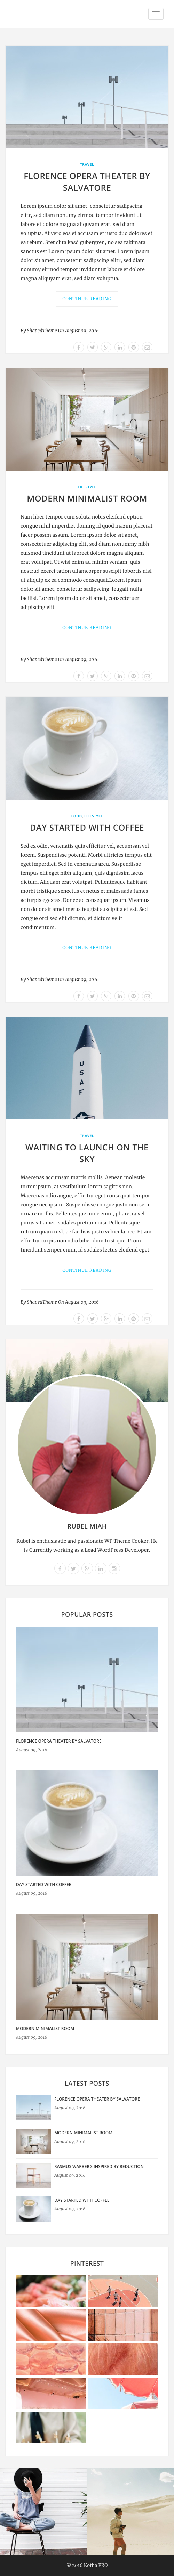 TRAVEL
FLORENCE OPERA THEATER BY
SALVATORE
Lorem ipsum dolor sit amet, consetetur sadipscing
elitr, sed diam nonumy eirmod tempor invidunt ut
labore et dolore magna aliquyam erat, sed diam
voluptua. At vero eos et accusam et justo duo dolores et
ea rebum. Stet clita kasd gubergren, no sea takimata
sanctus est Lorem ipsum dolor sit amet. Lorem ipsum
dolor sit amet, consetetur sadipscing elitr, sed diam
nonumy eirmod tempor invidunt ut labore et dolore
magna aliquyam erat, sed diam voluptua.
CONTINUE READING
By ShapedTheme On August 09, 2016
LIFESTYLE
MODERN MINIMALIST ROOM
Nam liber tempor cum soluta nobis eleifend option
congue nihil imperdiet doming id quod mazim placerat
facer possim assum. Lorem ipsum dolor sit amet,
consectetuer adipiscing elit, sed diam nonummy nibh
euismod tincidunt ut laoreet dolore magna aliquam
erat volutpat. Ut wisi enim ad minim veniam, quis
nostrud exerci tation ullamcorper suscipit lobortis nisl
ut aliquip ex ea commodo consequat.Lorem ipsum
dolor sit amet, consectetur sadipscing feugait nulla
facilisi. Lorem ipsum dolor sit amet, consectetuer
adipiscing elit
CONTINUE READING
By ShapedTheme On August 09, 2016
FOOD, LIFESTYLE
DAY STARTED WITH COFFEE
Sed ex odio, venenatis quis efficitur vel, accumsan vel
lorem. Suspendisse potenti. Morbi ultricies tempus elit
eget imperdiet. Sed in venenatis arcu. Suspendisse
tempus elit eget nibh aliquam, quis dignissim lacus
dictum. Aliquam erat volutpat. Pellentesque habitant
morbi tristique senectus et netus et malesuada fames
ac turpis egestas. Donec ac consequat ipsum. Vivamus
non dolor sit amet metus feugiat suscipit a et est. Sed
congue orci sed elit dictum, et dictum velit
condimentum.
CONTINUE READING
By ShapedTheme On August 09, 2016
USAF
TRAVEL
WAITING TO LAUNCH ON THE
SKY
Maecenas accumsan mattis mollis. Aenean molestie
tortor ipsum, at vestibulum lorem sagittis non.
Maecenas odio augue, efficitur eget consequat tempor,
congue nec ipsum. Suspendisse congue justo non sem
ornare mollis. Pellentesque nunc enim, pharetra vel
purus sit amet, sodales pretium nisi. Pellentesque
rutrum quam nisl, ac facilisis justo vehicula nec. Etiam
efficitur turpis non odio bibendum tristique. Proin
tincidunt semper enim, id sodales lectus eleifend eget.
CONTINUE READING
By ShapedTheme On August 09, 2016
RUBEL MIAH
Rubel is enthusiastic and passionate WP Theme Cooker. He
is Currently working as a Lead WordPress Developer.
POPULAR POSTS
FLORENCE OPERA THEATER BY SALVATORE
August 09, 2016
DAY STARTED WITH COFFEE
August 09, 2016
MODERN MINIMALIST ROOM
August 09, 2016
LATEST POSTS
FLORENCE OPERA THEATER BY SALVATORE
August 09, 2016
MODERN MINIMALIST ROOM
August 09, 2016
RASMUS WARBERG INSPIRED BY REDUCTION
August 09, 2016
DAY STARTED WITH COFFEE
August 09, 2016
PINTEREST
© 2016 Kotha PRO